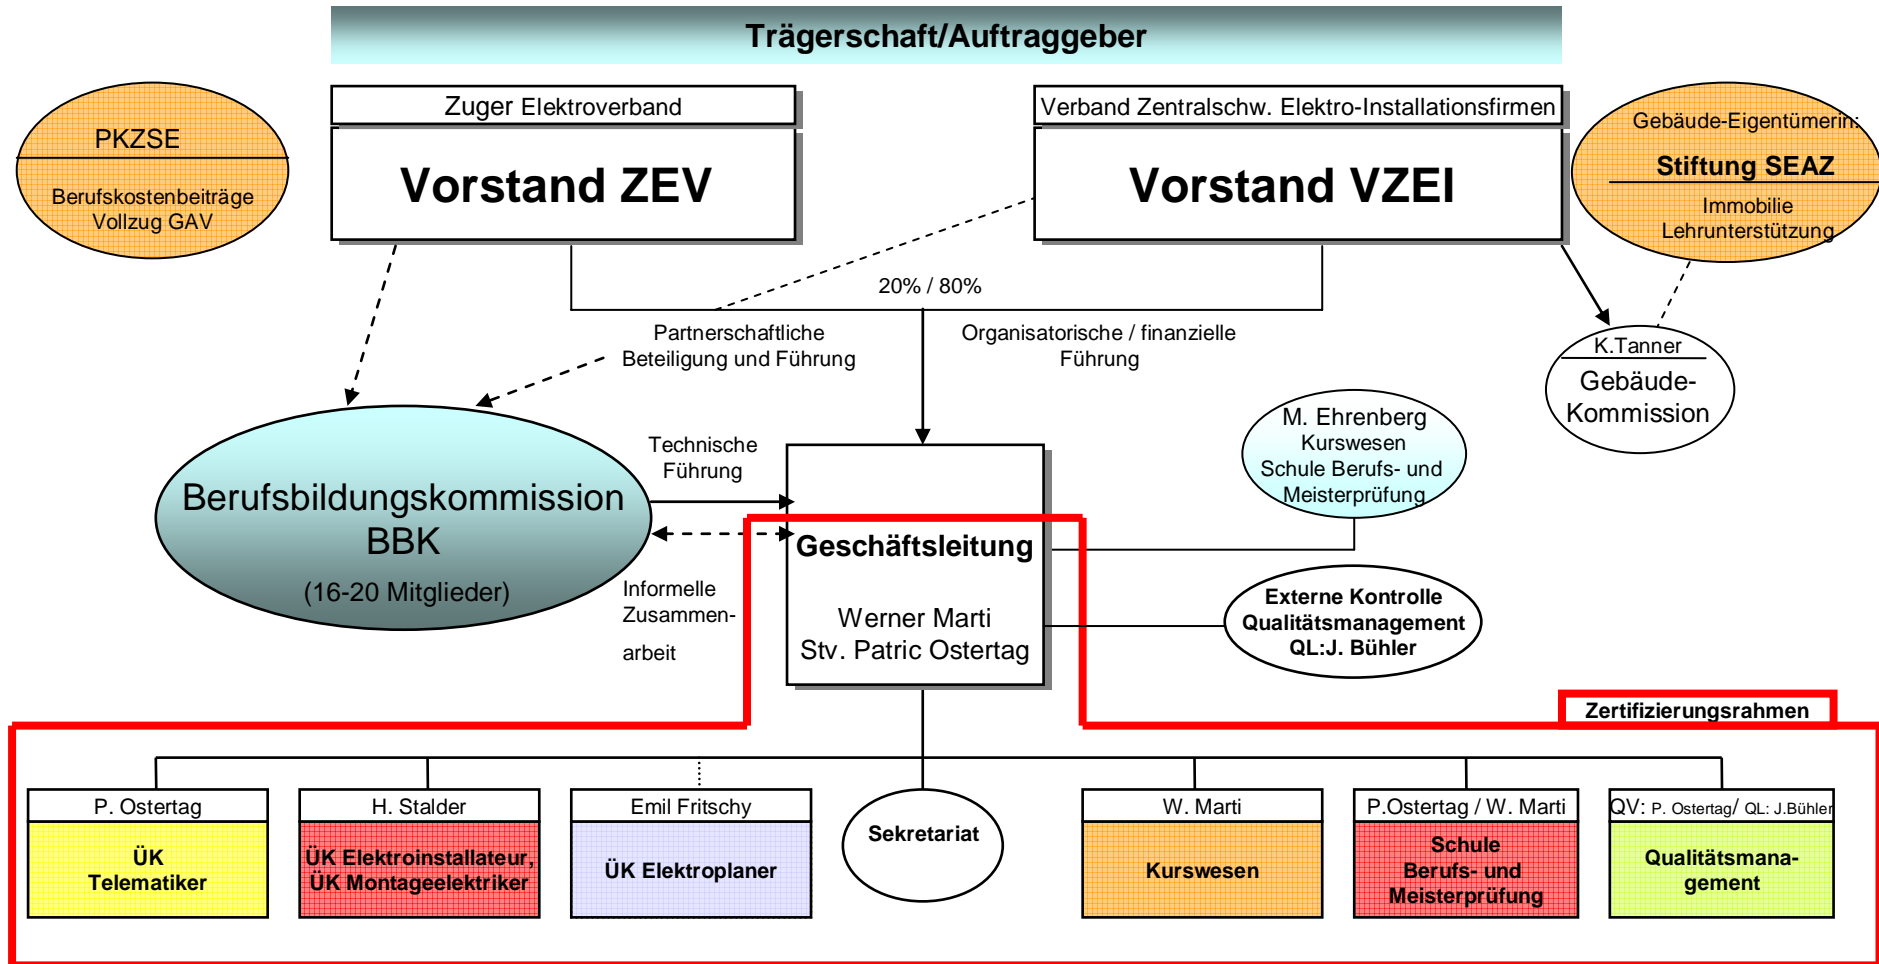 Trägerschaft/Auftraggeber
Zuger Elektroverband
Vorstand ZEV
Verband Zentralschw. Elektro-Installationsfirmen
Vorstand VZEI
PKZSE
Berufskostenbeiträge
Vollzug GAV
Gebäude-Eigentümerin:
Stiftung SEAZ
Immobilie
Lehrunterstützung
20% / 80%
Partnerschaftliche
Beteiligung und Führung
Organisatorische / finanzielle
Führung
K.Tanner
Gebäude-
Kommission
Berufsbildungskommission
BBK
(16-20 Mitglieder)
Technische
Führung
Informelle
Zusammen-
arbeit
Geschäftsleitung
Werner Marti
Stv. Patric Ostertag
M. Ehrenberg
Kurswesen
Schule Berufs- und
Meisterprüfung
Externe Kontrolle
Qualitätsmanagement
QL:J. Bühler
Zertifizierungsrahmen
P. Ostertag
ÜK
Telematiker
H. Stalder
ÜK Elektroinstallateur,
ÜK Montageelektriker
Emil Fritschy
ÜK Elektroplaner
Sekretariat
W. Marti
Kurswesen
P.Ostertag / W. Marti
Schule
Berufs- und
Meisterprüfung
QV: P. Ostertag/ QL: J.Bühler
Qualitätsmana-
gement